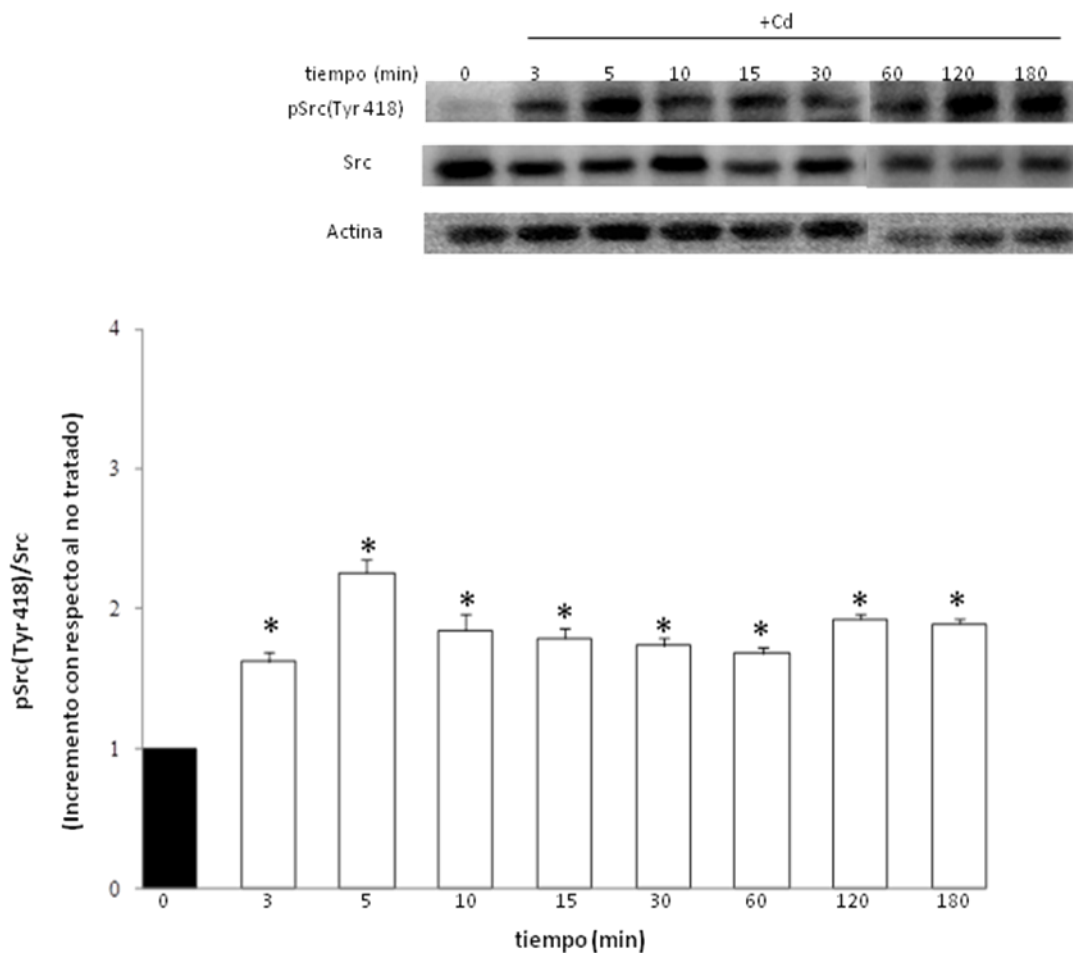 +Cd
tiempo (min) 0 3 5 10 15 30 60 120 180
pSrc(Tyr 418)
Src
Actina
pSrc(Tyr 418)/Src
(Incremento con respecto al no tratado)
4
3
2
1
0
* * * * * * * *
0 3 5 10 15 30 60 120 180
tiempo (min)